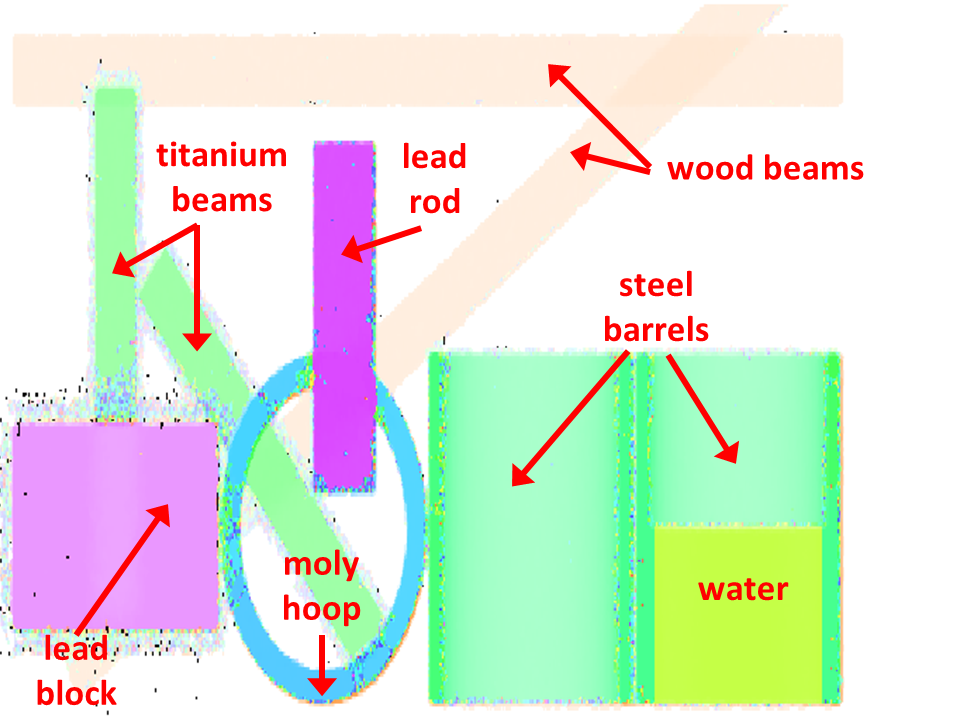 titanium
beams
lead
rod
wood beams
steel
barrels
moly
hoop
water
lead
block